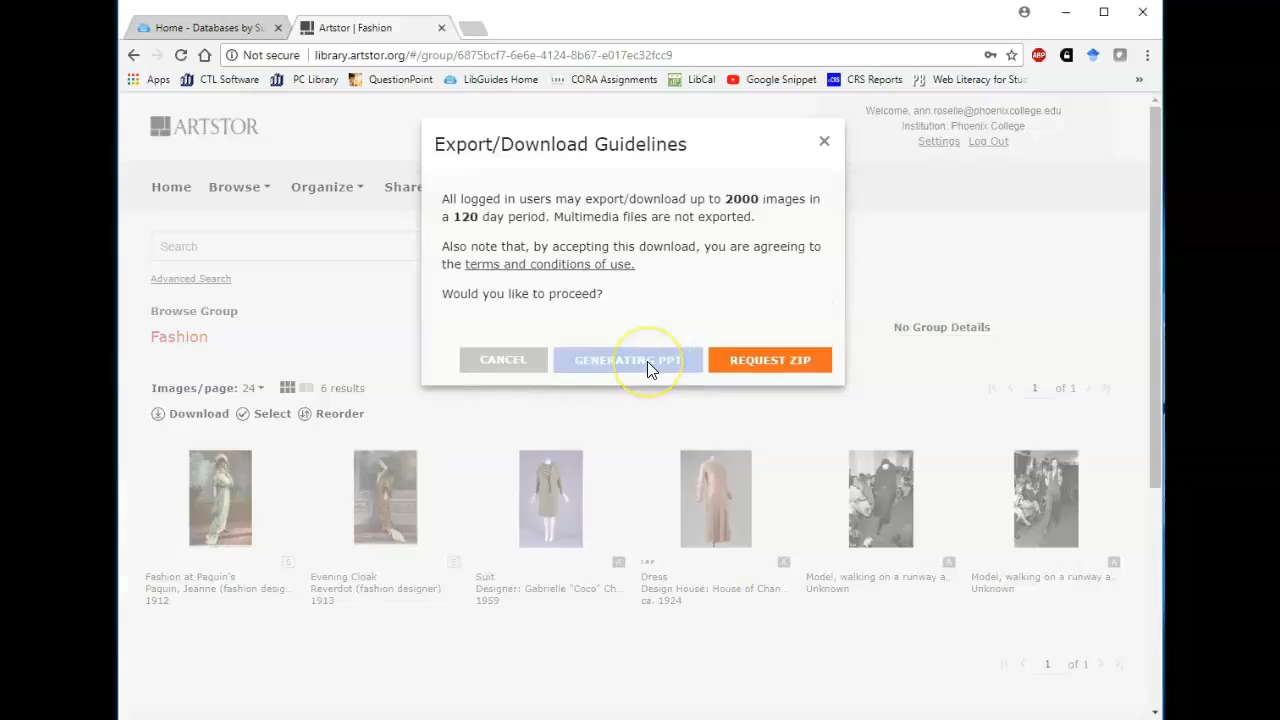 Home - Databases by Su
Artstor | Fashion
Not secure library.artstor.org/#/group/6875bcf7-6e6e-4124-8b67-e017ec32fcc9
Apps CTL Software PC Library QuestionPoint LibGuides Home CORA Assignments LibCal Google Snippet CRS Reports Web Literacy for Stud »
ARTSTOR
Welcome, ann.roselle@phoenixcollege.edu
Institution: Phoenix College
Settings Log Out
Home Browse Organize Share
Search
Advanced Search
Browse Group
Fashion
No Group Details
Export/Download Guidelines
All logged in users may export/download up to 2000 images in
a 120 day period. Multimedia files are not exported.
Also note that, by accepting this download, you are agreeing to
the terms and conditions of use.
Would you like to proceed?
CANCEL GENERATING PPT REQUEST ZIP
Images/page: 24 6 results
1 of 1
Download Select Reorder
Fashion at Paquin's
Paquin, Jeanne (fashion desig...
1912
Evening Cloak
Reverdot (fashion designer)
1913
Suit
Designer: Gabrielle "Coco" Ch...
1959
Dress
Design House: House of Chan...
ca. 1924
Model, walking on a runway a...
Unknown
Model, walking on a runway a...
Unknown
1 of 1